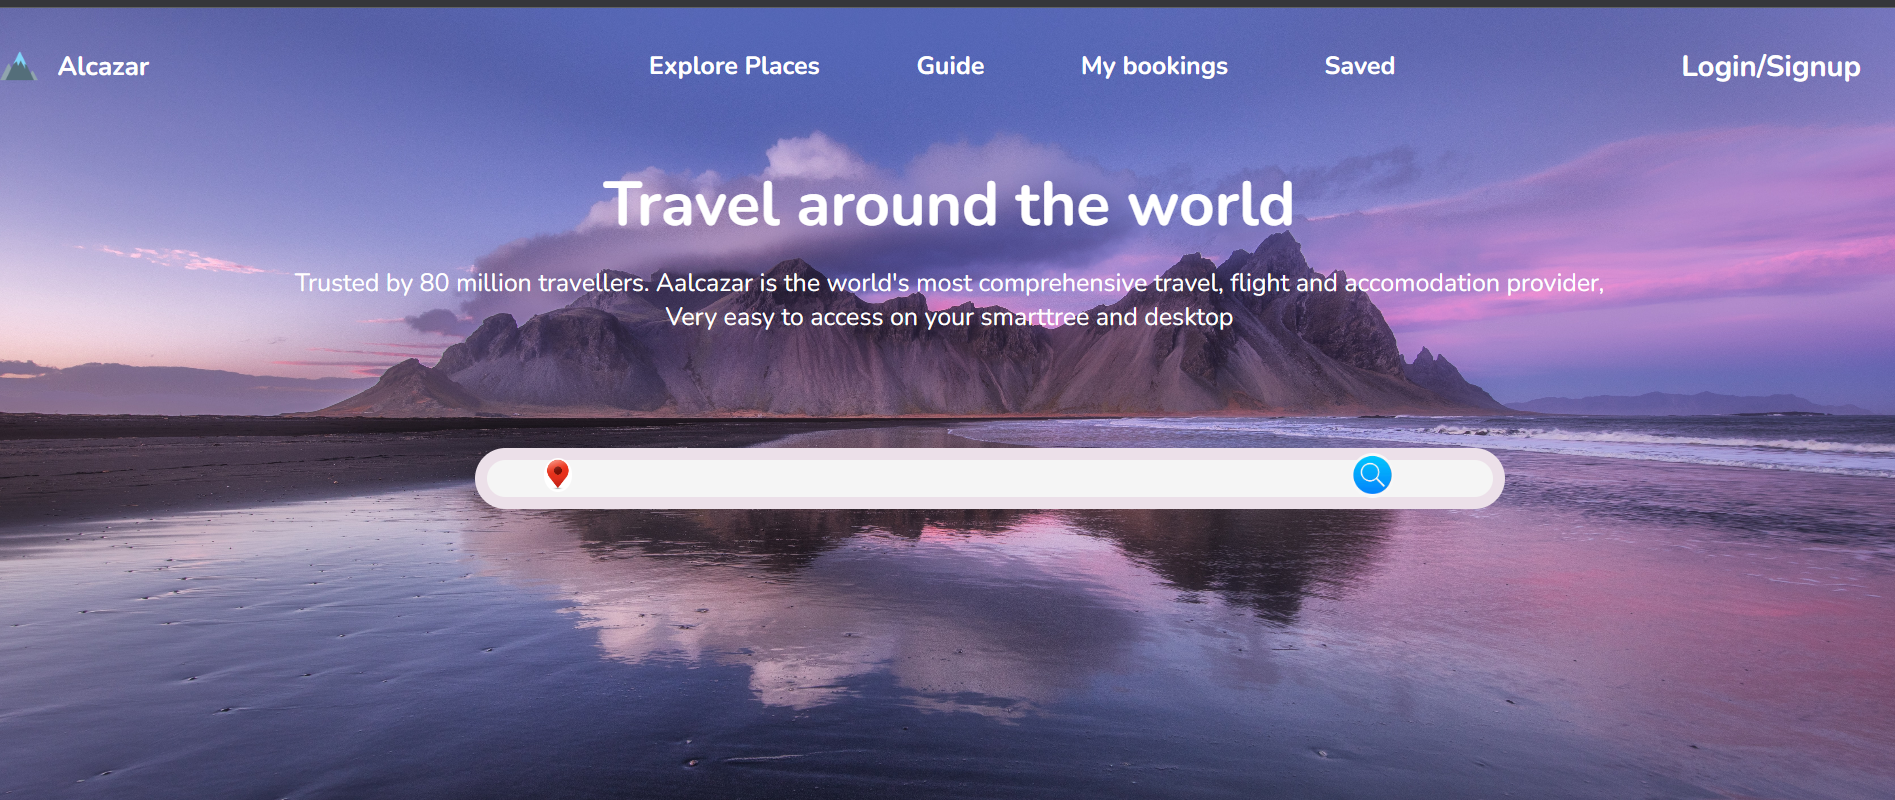 Alcazar
Explore Places
Guide
My bookings
Saved
Login/Signup
Travel around the world
Trusted by 80 million travellers. Aalcazar is the world's most comprehensive travel, flight and accomodation provider,
Very easy to access on your smarttree and desktop